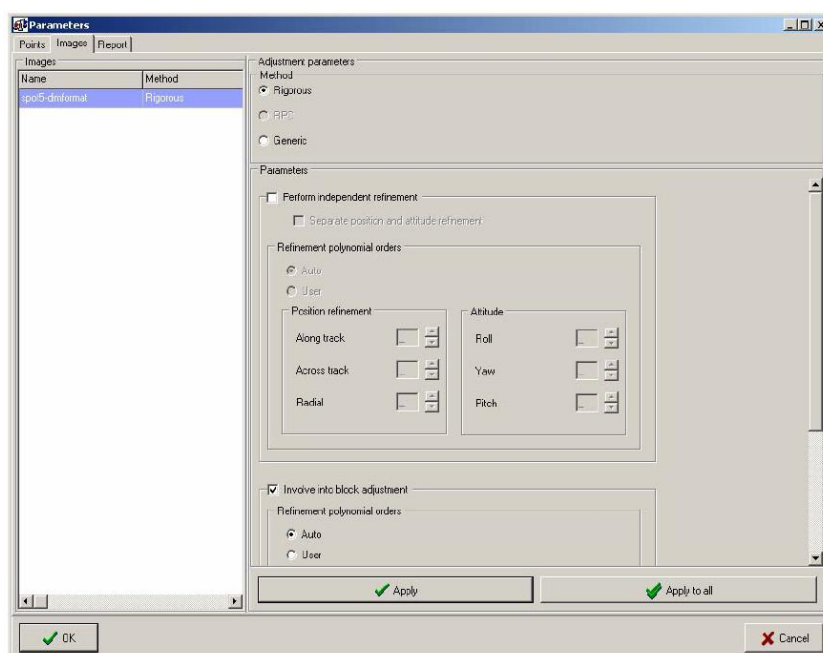 Parameters
Points Images Report
Images
Name Method
spot5-dimformat Rigorous
Adjustment parameters
Method
Rigorous
RPC
Generic
Parameters
Perform independent refinement
Separate position and attitude refinement
Refinement polynomial orders
Auto
User
Position refinement
Along track
Across track
Radial
Attitude
Roll
Yaw
Pitch
Involve into block adjustment
Refinement polynomial orders
Auto
User
Apply
Apply to all
OK
Cancel